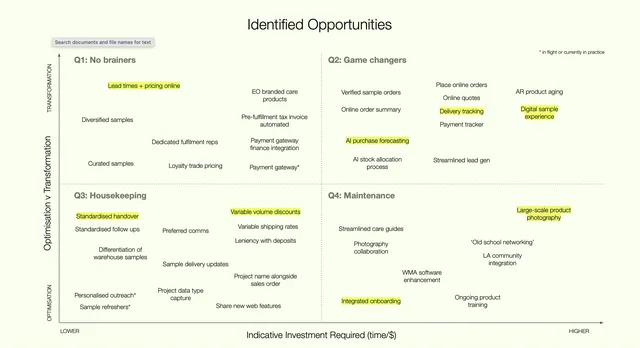 Identified Opportunities
Search documents and file names for text
* in flight or currently in practice
Q1: No brainers
Lead times + pricing online
EO branded care
products
Diversified samples
Pre-fulfillment tax invoice
automated
Dedicated fulfilment reps
Payment gateway
finance integration
Curated samples
Loyalty trade pricing
Payment gateway*
Q2: Game changers
Verified sample orders
Place online orders
AR product aging
Online quotes
Online order summary
Delivery tracking
Digital sample
experience
Payment tracker
AI purchase forecasting
AI stock allocation
process
Streamlined lead gen
Q3: Housekeeping
Standardised handover
Variable volume discounts
Standardised follow ups
Preferred comms
Variable shipping rates
Leniency with deposits
Differentiation of
warehouse samples
Sample delivery updates
Project name alongside
sales order
Personalised outreach*
Project data type
capture
Sample refreshers*
Share new web features
Q4: Maintenance
Large-scale product
photography
Streamlined care guides
Photography
collaboration
'Old school networking'
LA community
integration
WMA software
enhancement
Integrated onboarding
Ongoing product
training
TRANSFORMATION
Optimisation v Transformation
OPTIMISATION
LOWER
Indicative Investment Required (time/$)
HIGHER